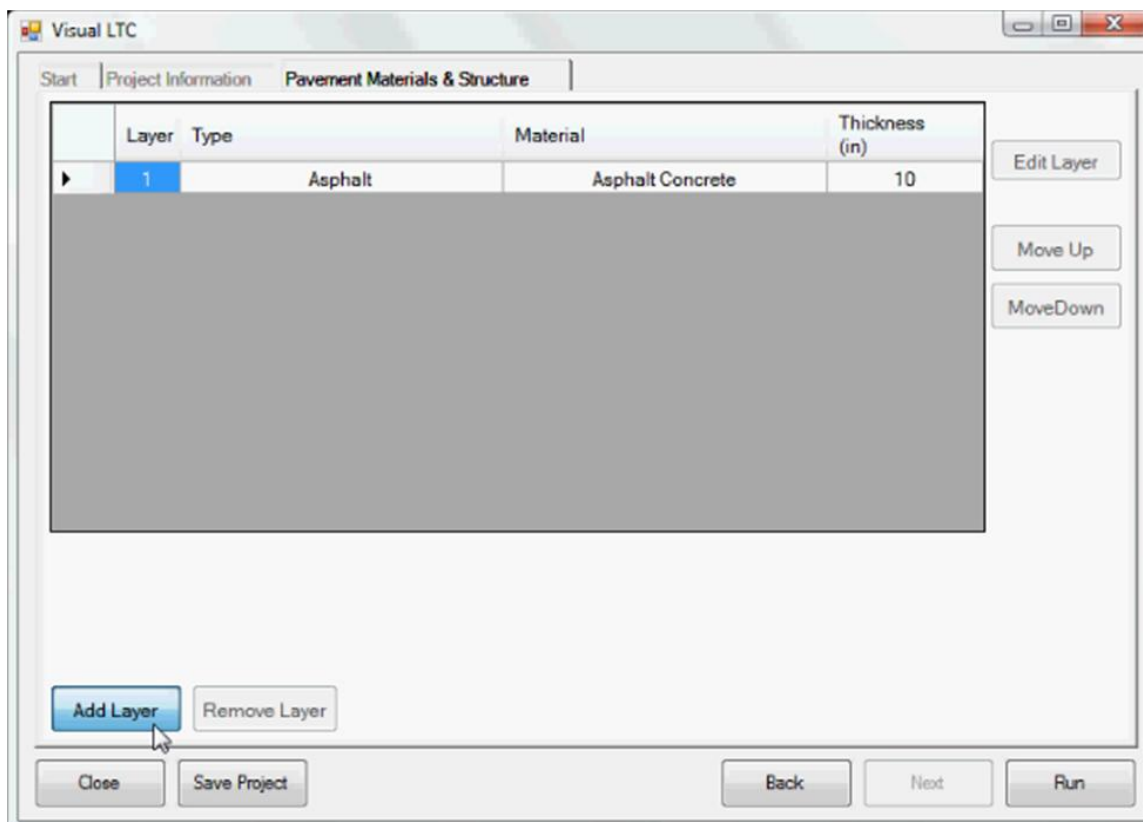 Visual LTC
Start Project Information Pavement Materials & Structure
Layer Type Material Thickness (in)
1 Asphalt Asphalt Concrete 10
Edit Layer
Move Up
MoveDown
Add Layer Remove Layer
Close Save Project Back Next Run